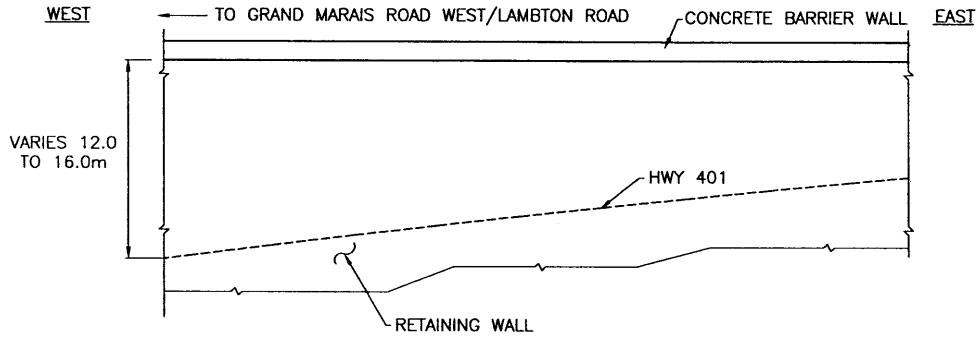 WEST
TO GRAND MARAIS ROAD WEST/LAMBTON ROAD
CONCRETE BARRIER WALL
EAST
VARIES 12.0
TO 16.0m
HWY 401
RETAINING WALL